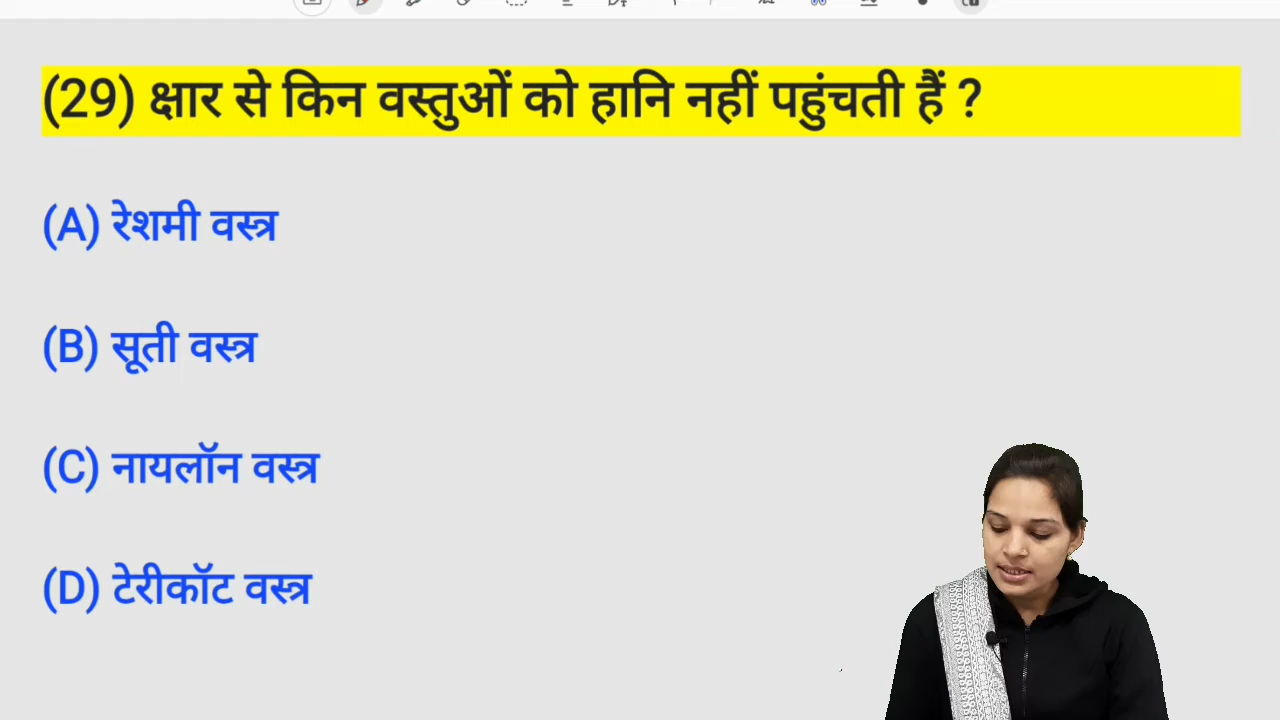 (29) क्षार से किन वस्तुओं को हानि नहीं पहुंचती हैं ?
(A) रेशमी वस्त्र
(B) सूती वस्त्र
(C) नायलॉन वस्त्र
(D) टेरीकॉट वस्त्र